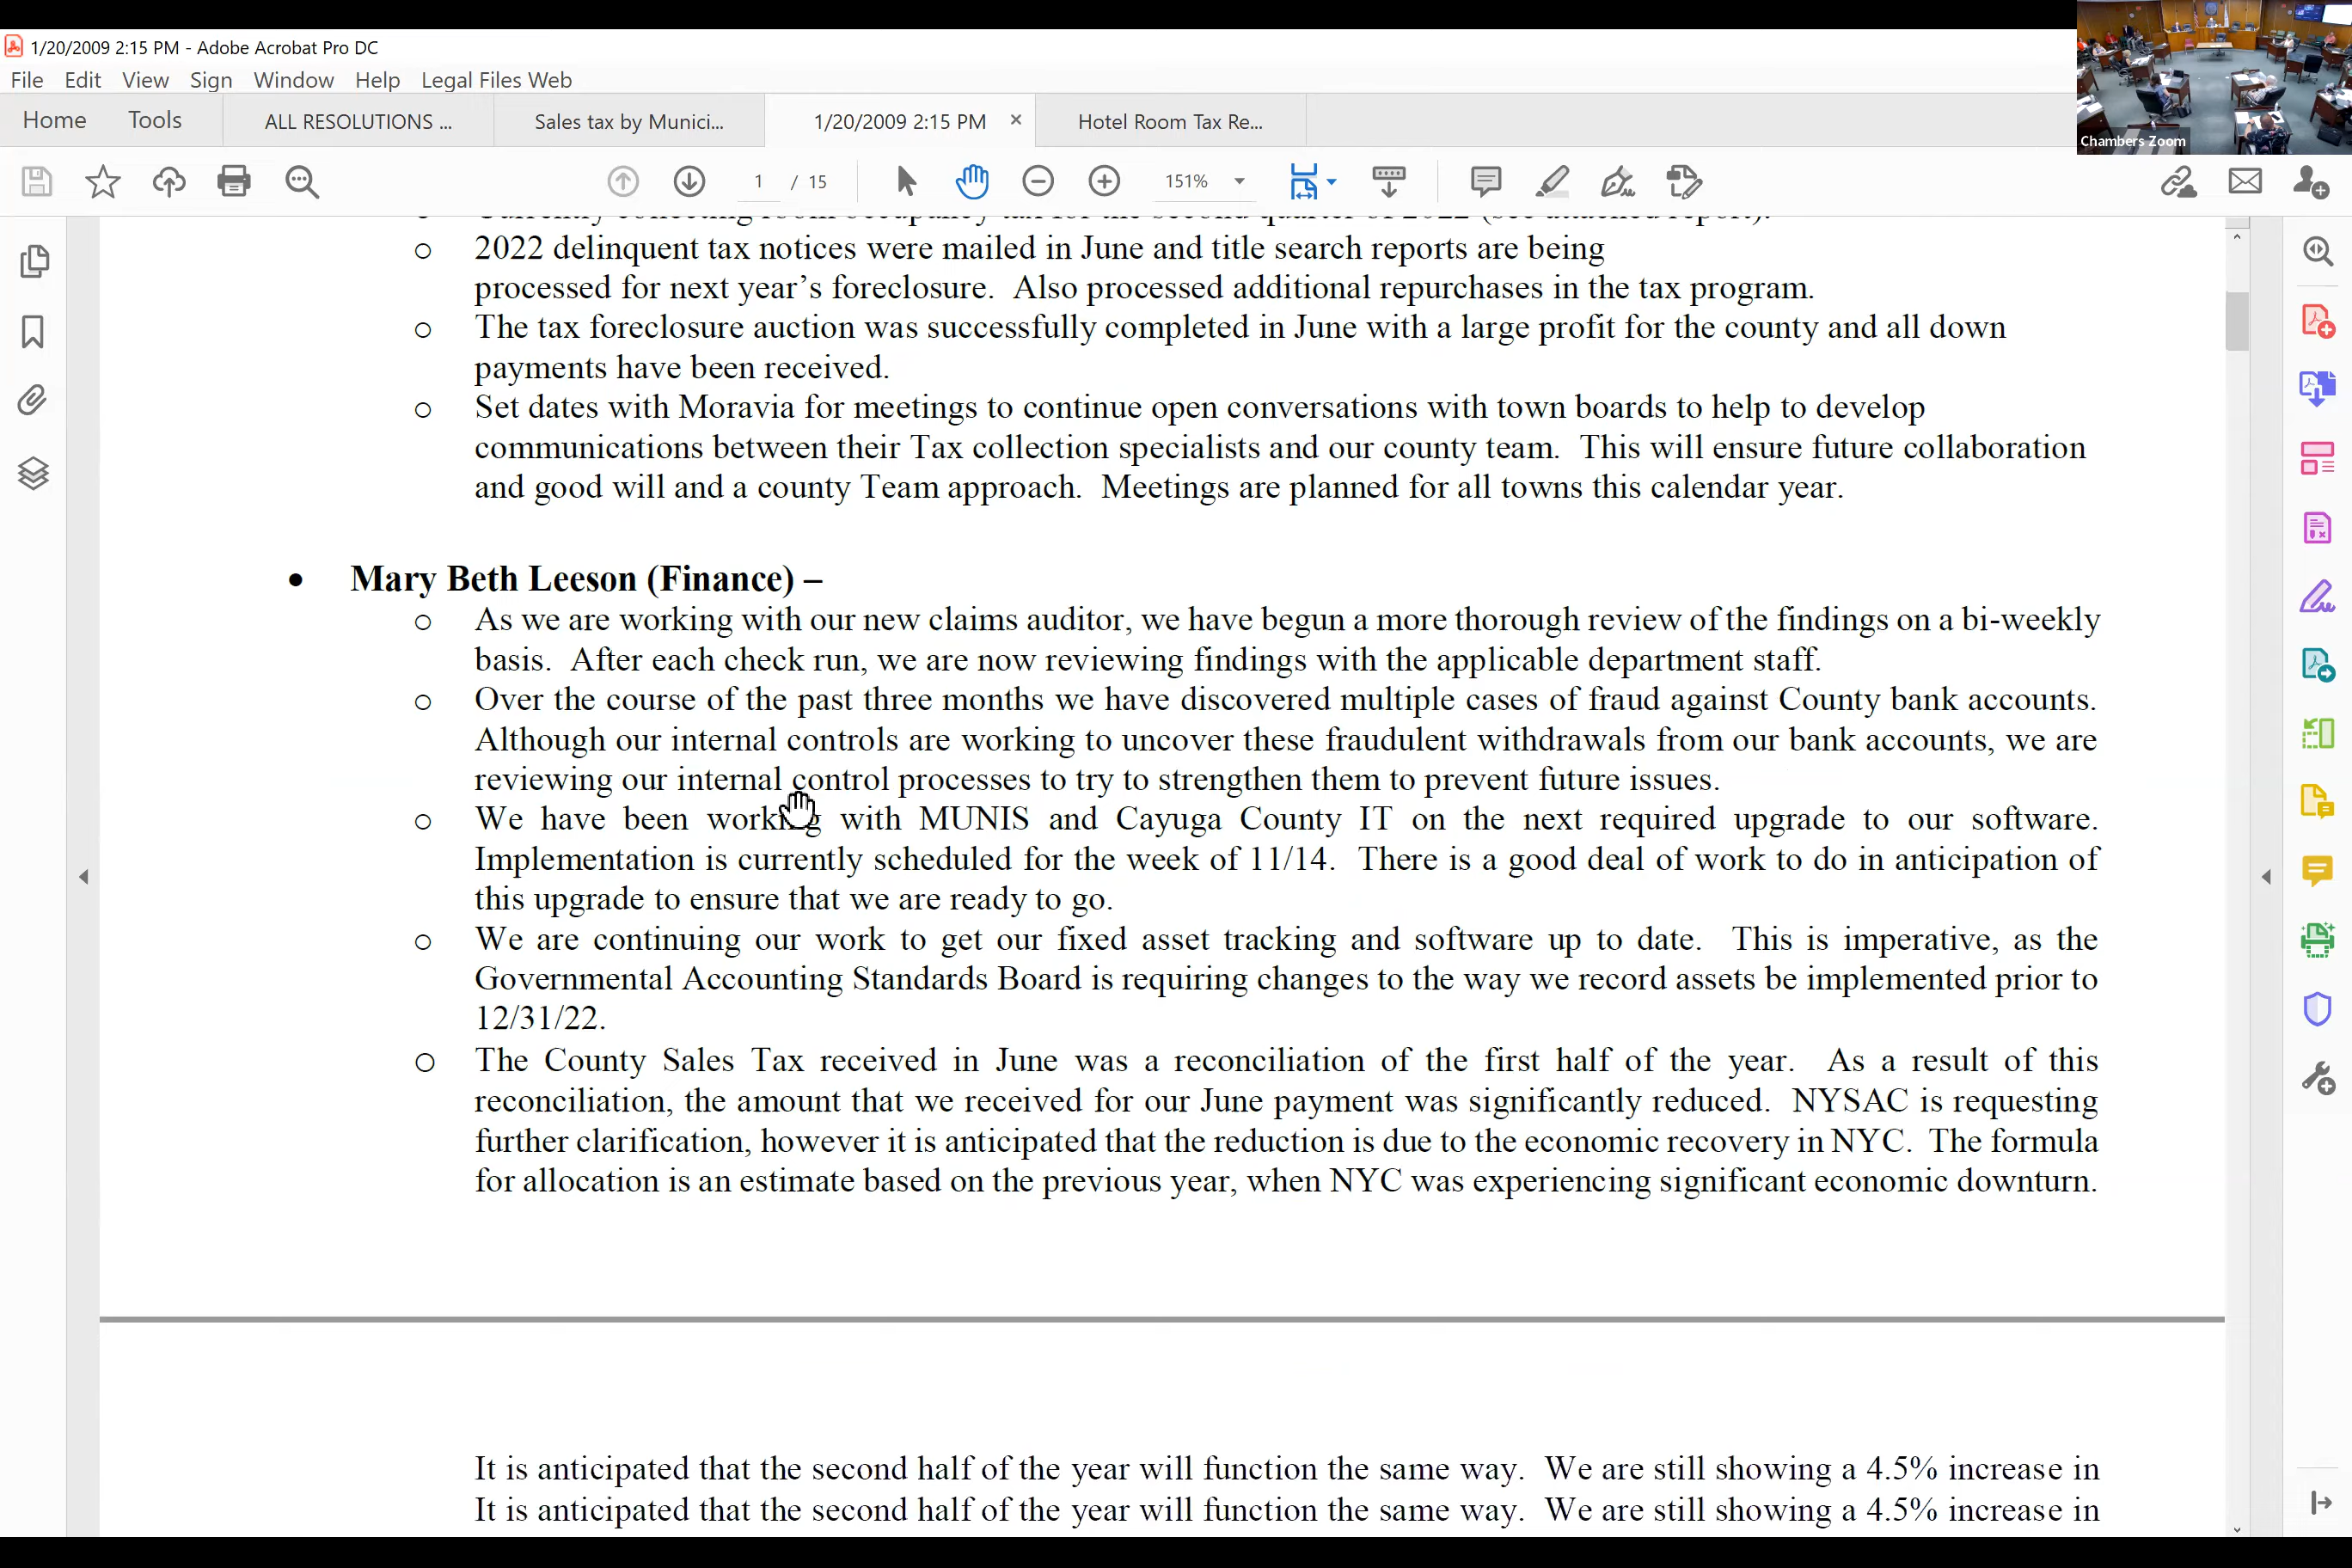 1/20/2009 2:15 PM - Adobe Acrobat Pro DC
File Edit View Sign Window Help Legal Files Web
Home Tools ALL RESOLUTIONS ... Sales tax by Munici... 1/20/2009 2:15 PM × Hotel Room Tax Re...
Chambers Zoom
1 / 15 151%
Currently collecting room occupancy tax for the second quarter of 2022 (see attached report).
o 2022 delinquent tax notices were mailed in June and title search reports are being
processed for next year’s foreclosure. Also processed additional repurchases in the tax program.
o The tax foreclosure auction was successfully completed in June with a large profit for the county and all down
payments have been received.
o Set dates with Moravia for meetings to continue open conversations with town boards to help to develop
communications between their Tax collection specialists and our county team. This will ensure future collaboration
and good will and a county Team approach. Meetings are planned for all towns this calendar year.
• Mary Beth Leeson (Finance) –
o As we are working with our new claims auditor, we have begun a more thorough review of the findings on a bi-weekly
basis. After each check run, we are now reviewing findings with the applicable department staff.
o Over the course of the past three months we have discovered multiple cases of fraud against County bank accounts.
Although our internal controls are working to uncover these fraudulent withdrawals from our bank accounts, we are
reviewing our internal control processes to try to strengthen them to prevent future issues.
o We have been working with MUNIS and Cayuga County IT on the next required upgrade to our software.
Implementation is currently scheduled for the week of 11/14. There is a good deal of work to do in anticipation of
this upgrade to ensure that we are ready to go.
o We are continuing our work to get our fixed asset tracking and software up to date. This is imperative, as the
Governmental Accounting Standards Board is requiring changes to the way we record assets be implemented prior to
12/31/22.
o The County Sales Tax received in June was a reconciliation of the first half of the year. As a result of this
reconciliation, the amount that we received for our June payment was significantly reduced. NYSAC is requesting
further clarification, however it is anticipated that the reduction is due to the economic recovery in NYC. The formula
for allocation is an estimate based on the previous year, when NYC was experiencing significant economic downturn.
It is anticipated that the second half of the year will function the same way. We are still showing a 4.5% increase in
It is anticipated that the second half of the year will function the same way. We are still showing a 4.5% increase in